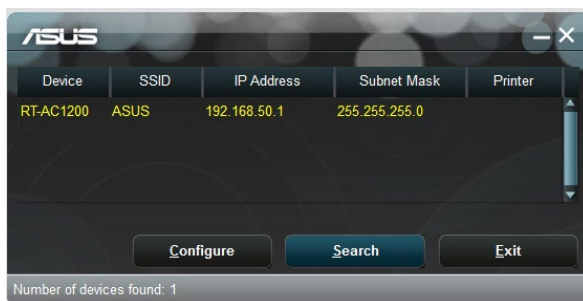 ASUS
Device SSID IP Address Subnet Mask Printer
RT-AC1200 ASUS 192.168.50.1 255.255.255.0
Configure Search Exit
Number of devices found: 1